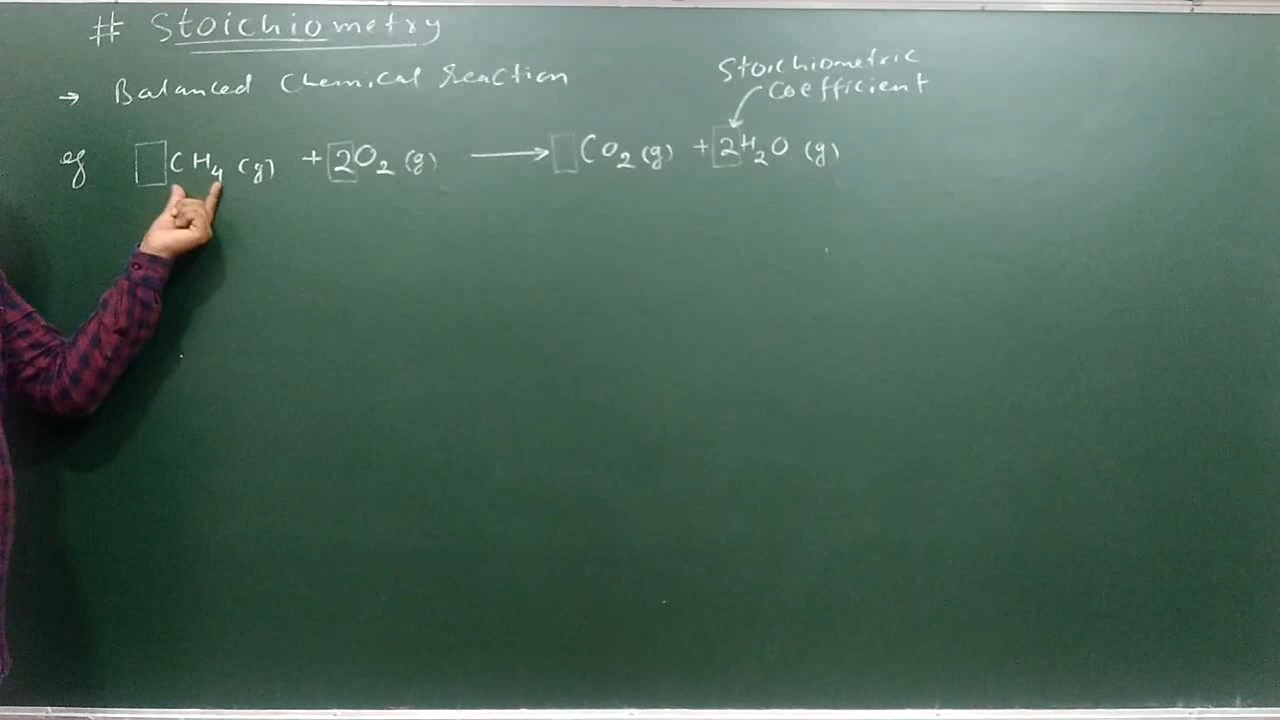 # Stoichiometry
→ Balanced Chemical reaction
Stoichiometric
coefficient
eg CH₄ (g) + 2O₂ (g) ⟶ CO₂ (g) + 2H₂O (g)